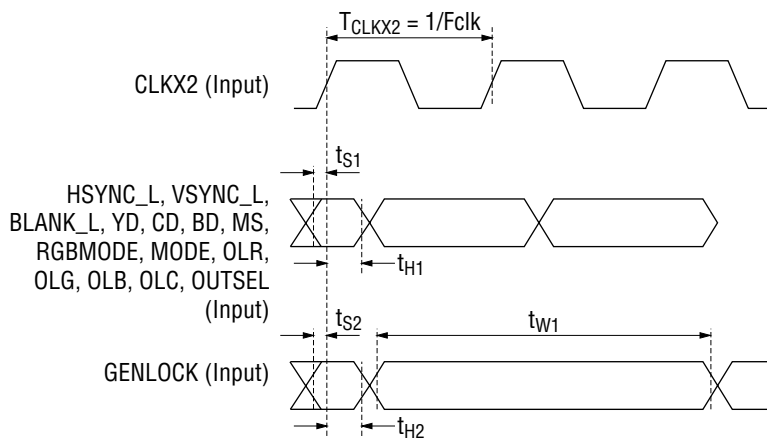 T_CLKX2 = 1/Fclk
CLKX2 (Input)
t_S1
HSYNC_L, VSYNC_L,
BLANK_L, YD, CD, BD, MS,
RGBMODE, MODE, OLR,
OLG, OLB, OLC, OUTSEL
(Input)
t_H1
t_S2
t_W1
GENLOCK (Input)
t_H2